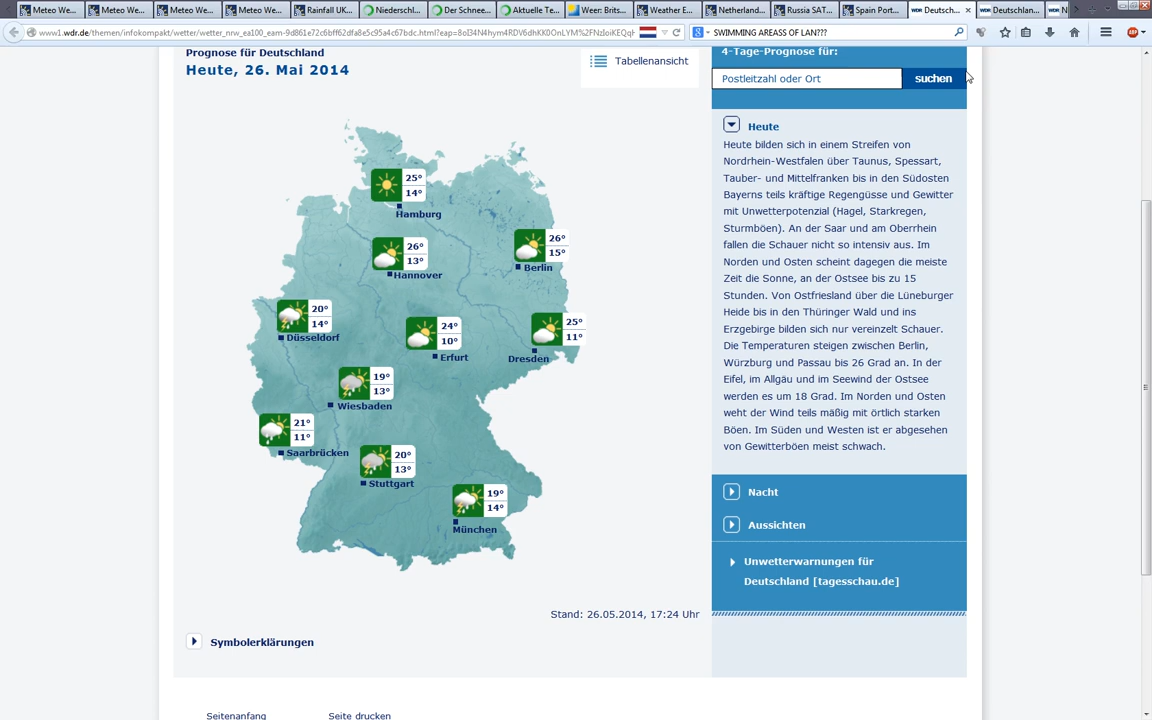 Meteo We...
Meteo We...
Meteo We...
Meteo We...
Rainfall UK...
Niederschl...
Der Schnee...
Aktuelle Te...
Weer: Brits...
Weather E...
Netherland...
Russia SAT...
Spain Port...
WDR Deutsch...
WDR Deutschlan...
WDR
SWIMMING AREASS OF LAN???
Prognose für Deutschland
Heute, 26. Mai 2014
Tabellenansicht
25°
14°
Hamburg
26°
13°
Hannover
26°
15°
Berlin
20°
14°
Düsseldorf
24°
10°
Erfurt
25°
11°
Dresden
19°
13°
Wiesbaden
21°
11°
Saarbrücken
20°
13°
Stuttgart
19°
14°
München
Stand: 26.05.2014, 17:24 Uhr
Symbolerklärungen
Seitenanfang
Seite drucken
4-Tage-Prognose für:
Postleitzahl oder Ort
suchen
Heute
Heute bilden sich in einem Streifen von
Nordrhein-Westfalen über Taunus, Spessart,
Tauber- und Mittelfranken bis in den Südosten
Bayerns teils kräftige Regengüsse und Gewitter
mit Unwetterpotenzial (Hagel, Starkregen,
Sturmböen). An der Saar und am Oberrhein
fallen die Schauer nicht so intensiv aus. Im
Norden und Osten scheint dagegen die meiste
Zeit die Sonne, an der Ostsee bis zu 15
Stunden. Von Ostfriesland über die Lüneburger
Heide bis in den Thüringer Wald und ins
Erzgebirge bilden sich nur vereinzelt Schauer.
Die Temperaturen steigen zwischen Berlin,
Würzburg und Passau bis 26 Grad an. In der
Eifel, im Allgäu und im Seewind der Ostsee
werden es um 18 Grad. Im Norden und Osten
weht der Wind teils mäßig mit örtlich starken
Böen. Im Süden und Westen ist er abgesehen
von Gewitterböen meist schwach.
Nacht
Aussichten
Unwetterwarnungen für
Deutschland [tagesschau.de]